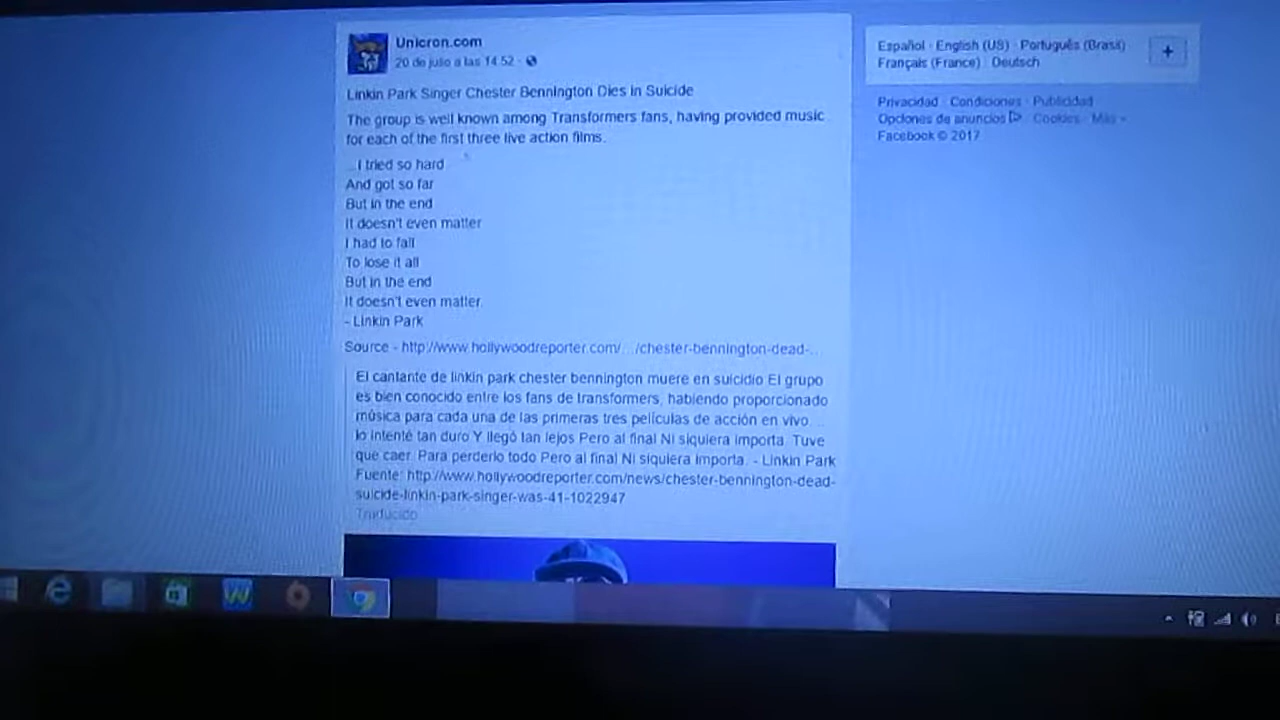 Unicron.com
20 de julio a las 14:52 ·
Linkin Park Singer Chester Bennington Dies in Suicide
The group is well known among Transformers fans, having provided music
for each of the first three live action films.
...I tried so hard
And got so far
But in the end
It doesn't even matter
I had to fall
To lose it all
But in the end
It doesn't even matter.
- Linkin Park
Source - http://www.hollywoodreporter.com/.../chester-bennington-dead-...
El cantante de linkin park chester bennington muere en suicidio El grupo
es bien conocido entre los fans de transformers, habiendo proporcionado
música para cada una de las primeras tres películas de acción en vivo. ...
lo intenté tan duro Y llegó tan lejos Pero al final Ni siquiera importa. Tuve
que caer. Para perderlo todo Pero al final Ni siquiera importa. - Linkin Park
Fuente: http://www.hollywoodreporter.com/news/chester-bennington-dead-
suicide-linkin-park-singer-was-41-1022947
Traducido
Español · English (US) · Português (Brasil)
Français (France) · Deutsch
+
Privacidad · Condiciones · Publicidad
Opciones de anuncios · Cookies · Más
Facebook © 2017